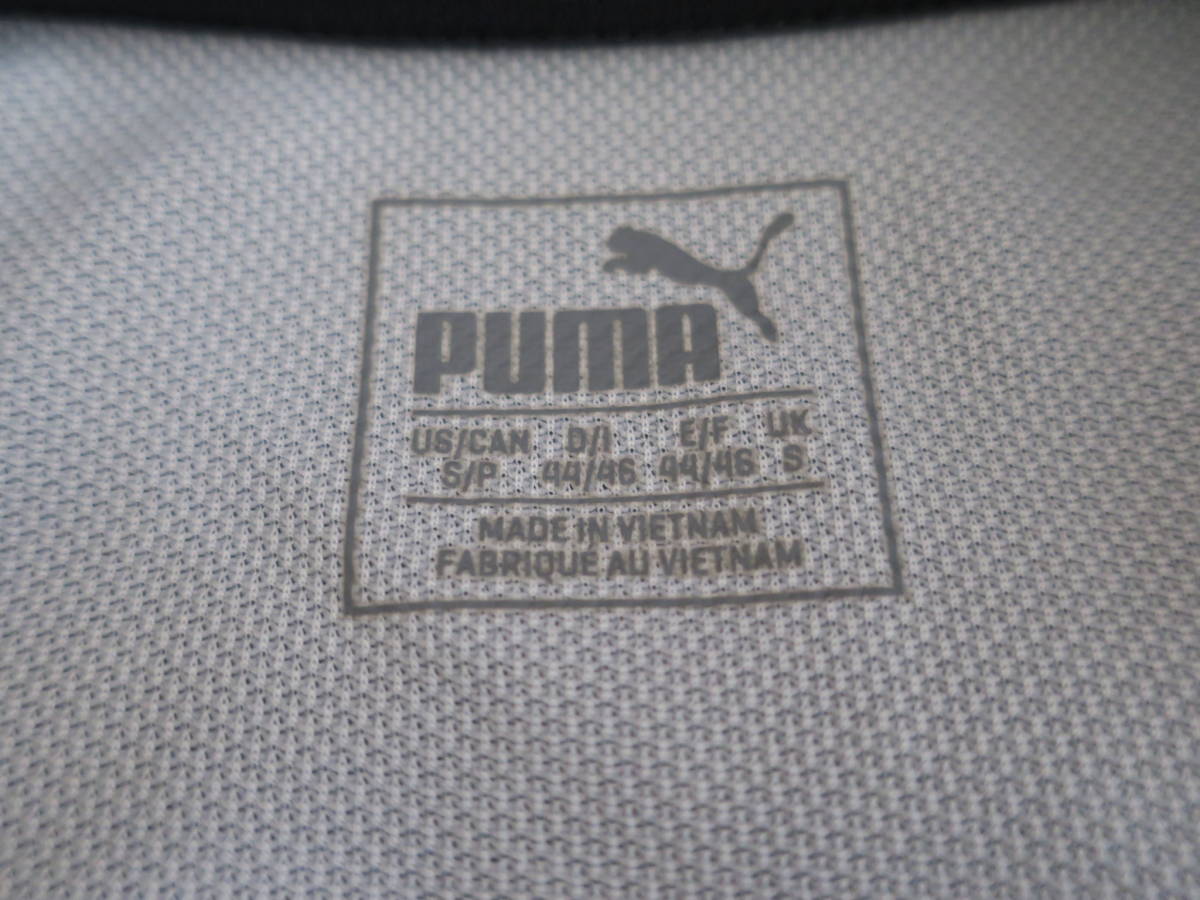 PUMA
US/CAN D/I E/F UK
S/P 44/46 44/46 S
MADE IN VIETNAM
FABRIQUÉ AU VIETNAM